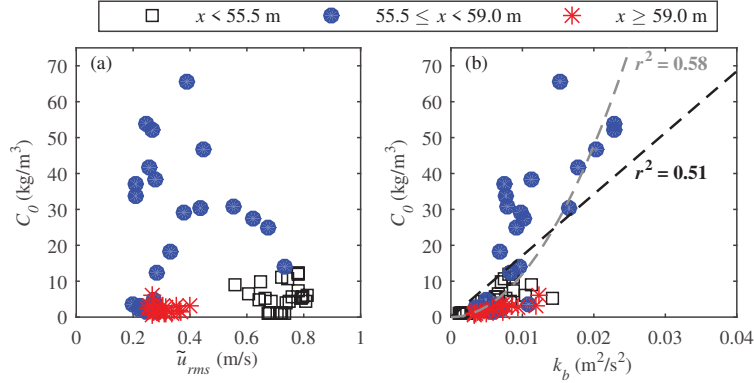 x < 55.5 m 55.5 ≤ x < 59.0 m x ≥ 59.0 m
(a)
C₀ (kg/m³)
70
60
50
40
30
20
10
0
0 0.2 0.4 0.6 0.8 1
ũ_rms (m/s)
(b)
r² = 0.58
r² = 0.51
C₀ (kg/m³)
70
60
50
40
30
20
10
0
0 0.01 0.02 0.03 0.04
k_b (m²/s²)